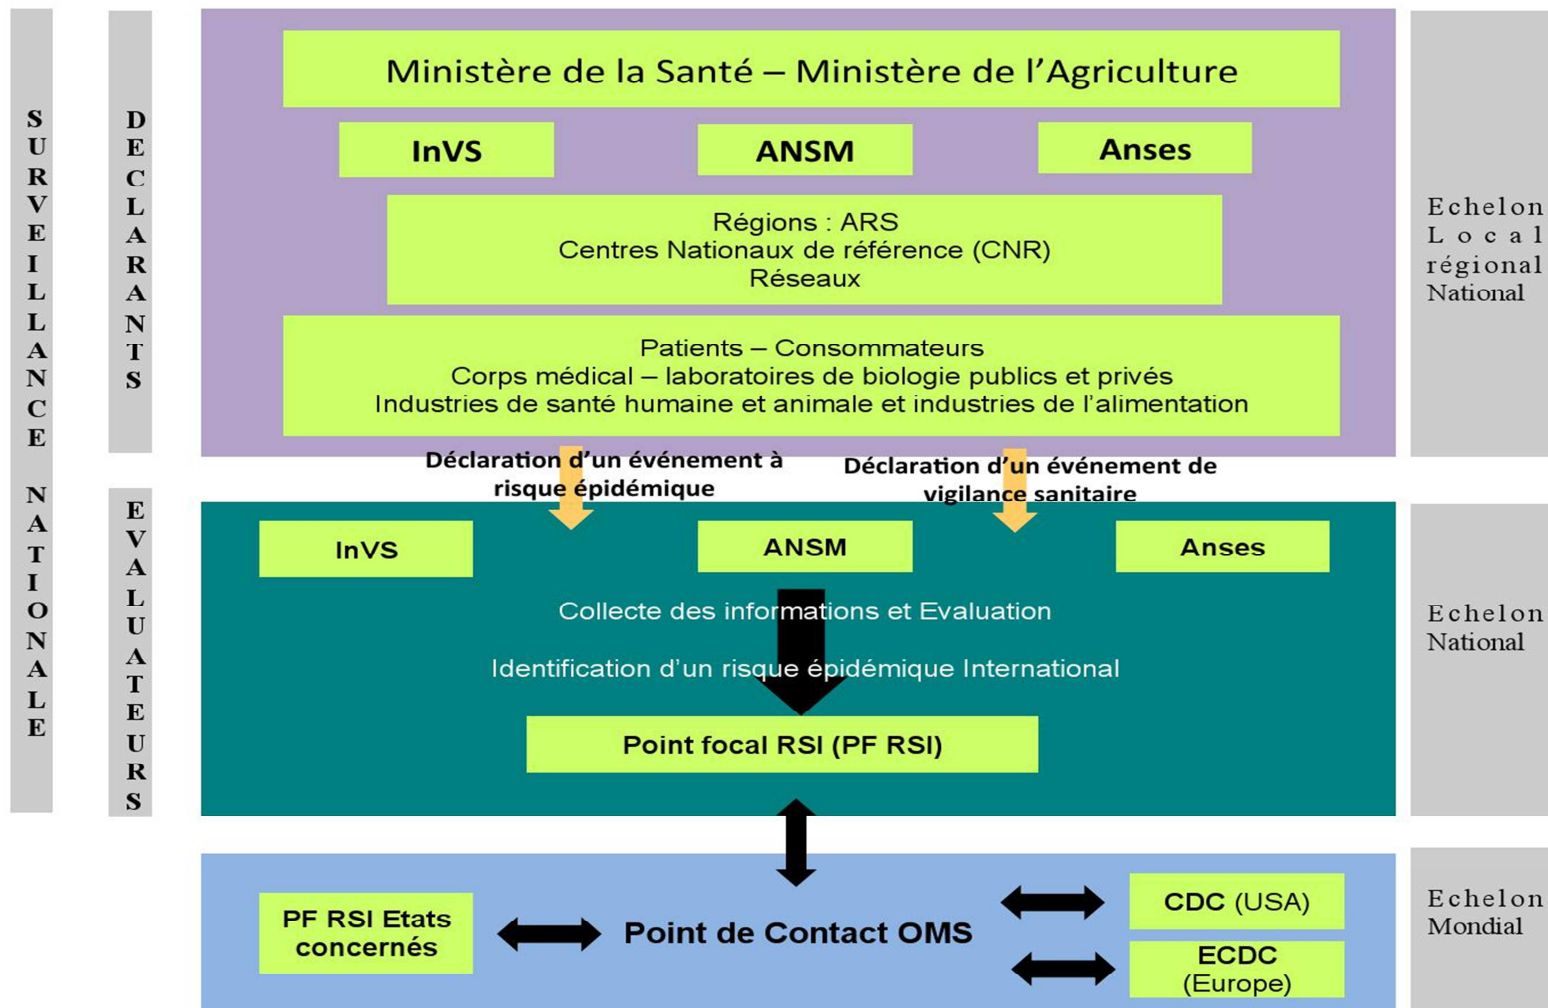 SURVEILLANCE NATIONALE
DECLARANTS
Ministère de la Santé – Ministère de l'Agriculture
InVS
ANSM
Anses
Régions : ARS
Centres Nationaux de référence (CNR)
Réseaux
Patients – Consommateurs
Corps médical – laboratoires de biologie publics et privés
Industries de santé humaine et animale et industries de l'alimentation
Echelon
Local
régional
National
Déclaration d'un événement à
risque épidémique
Déclaration d'un événement de
vigilance sanitaire
EVALUATEURS
InVS
ANSM
Anses
Collecte des informations et Evaluation
Identification d'un risque épidémique International
Point focal RSI (PF RSI)
Echelon
National
PF RSI Etats
concernés
Point de Contact OMS
CDC (USA)
ECDC
(Europe)
Echelon
Mondial